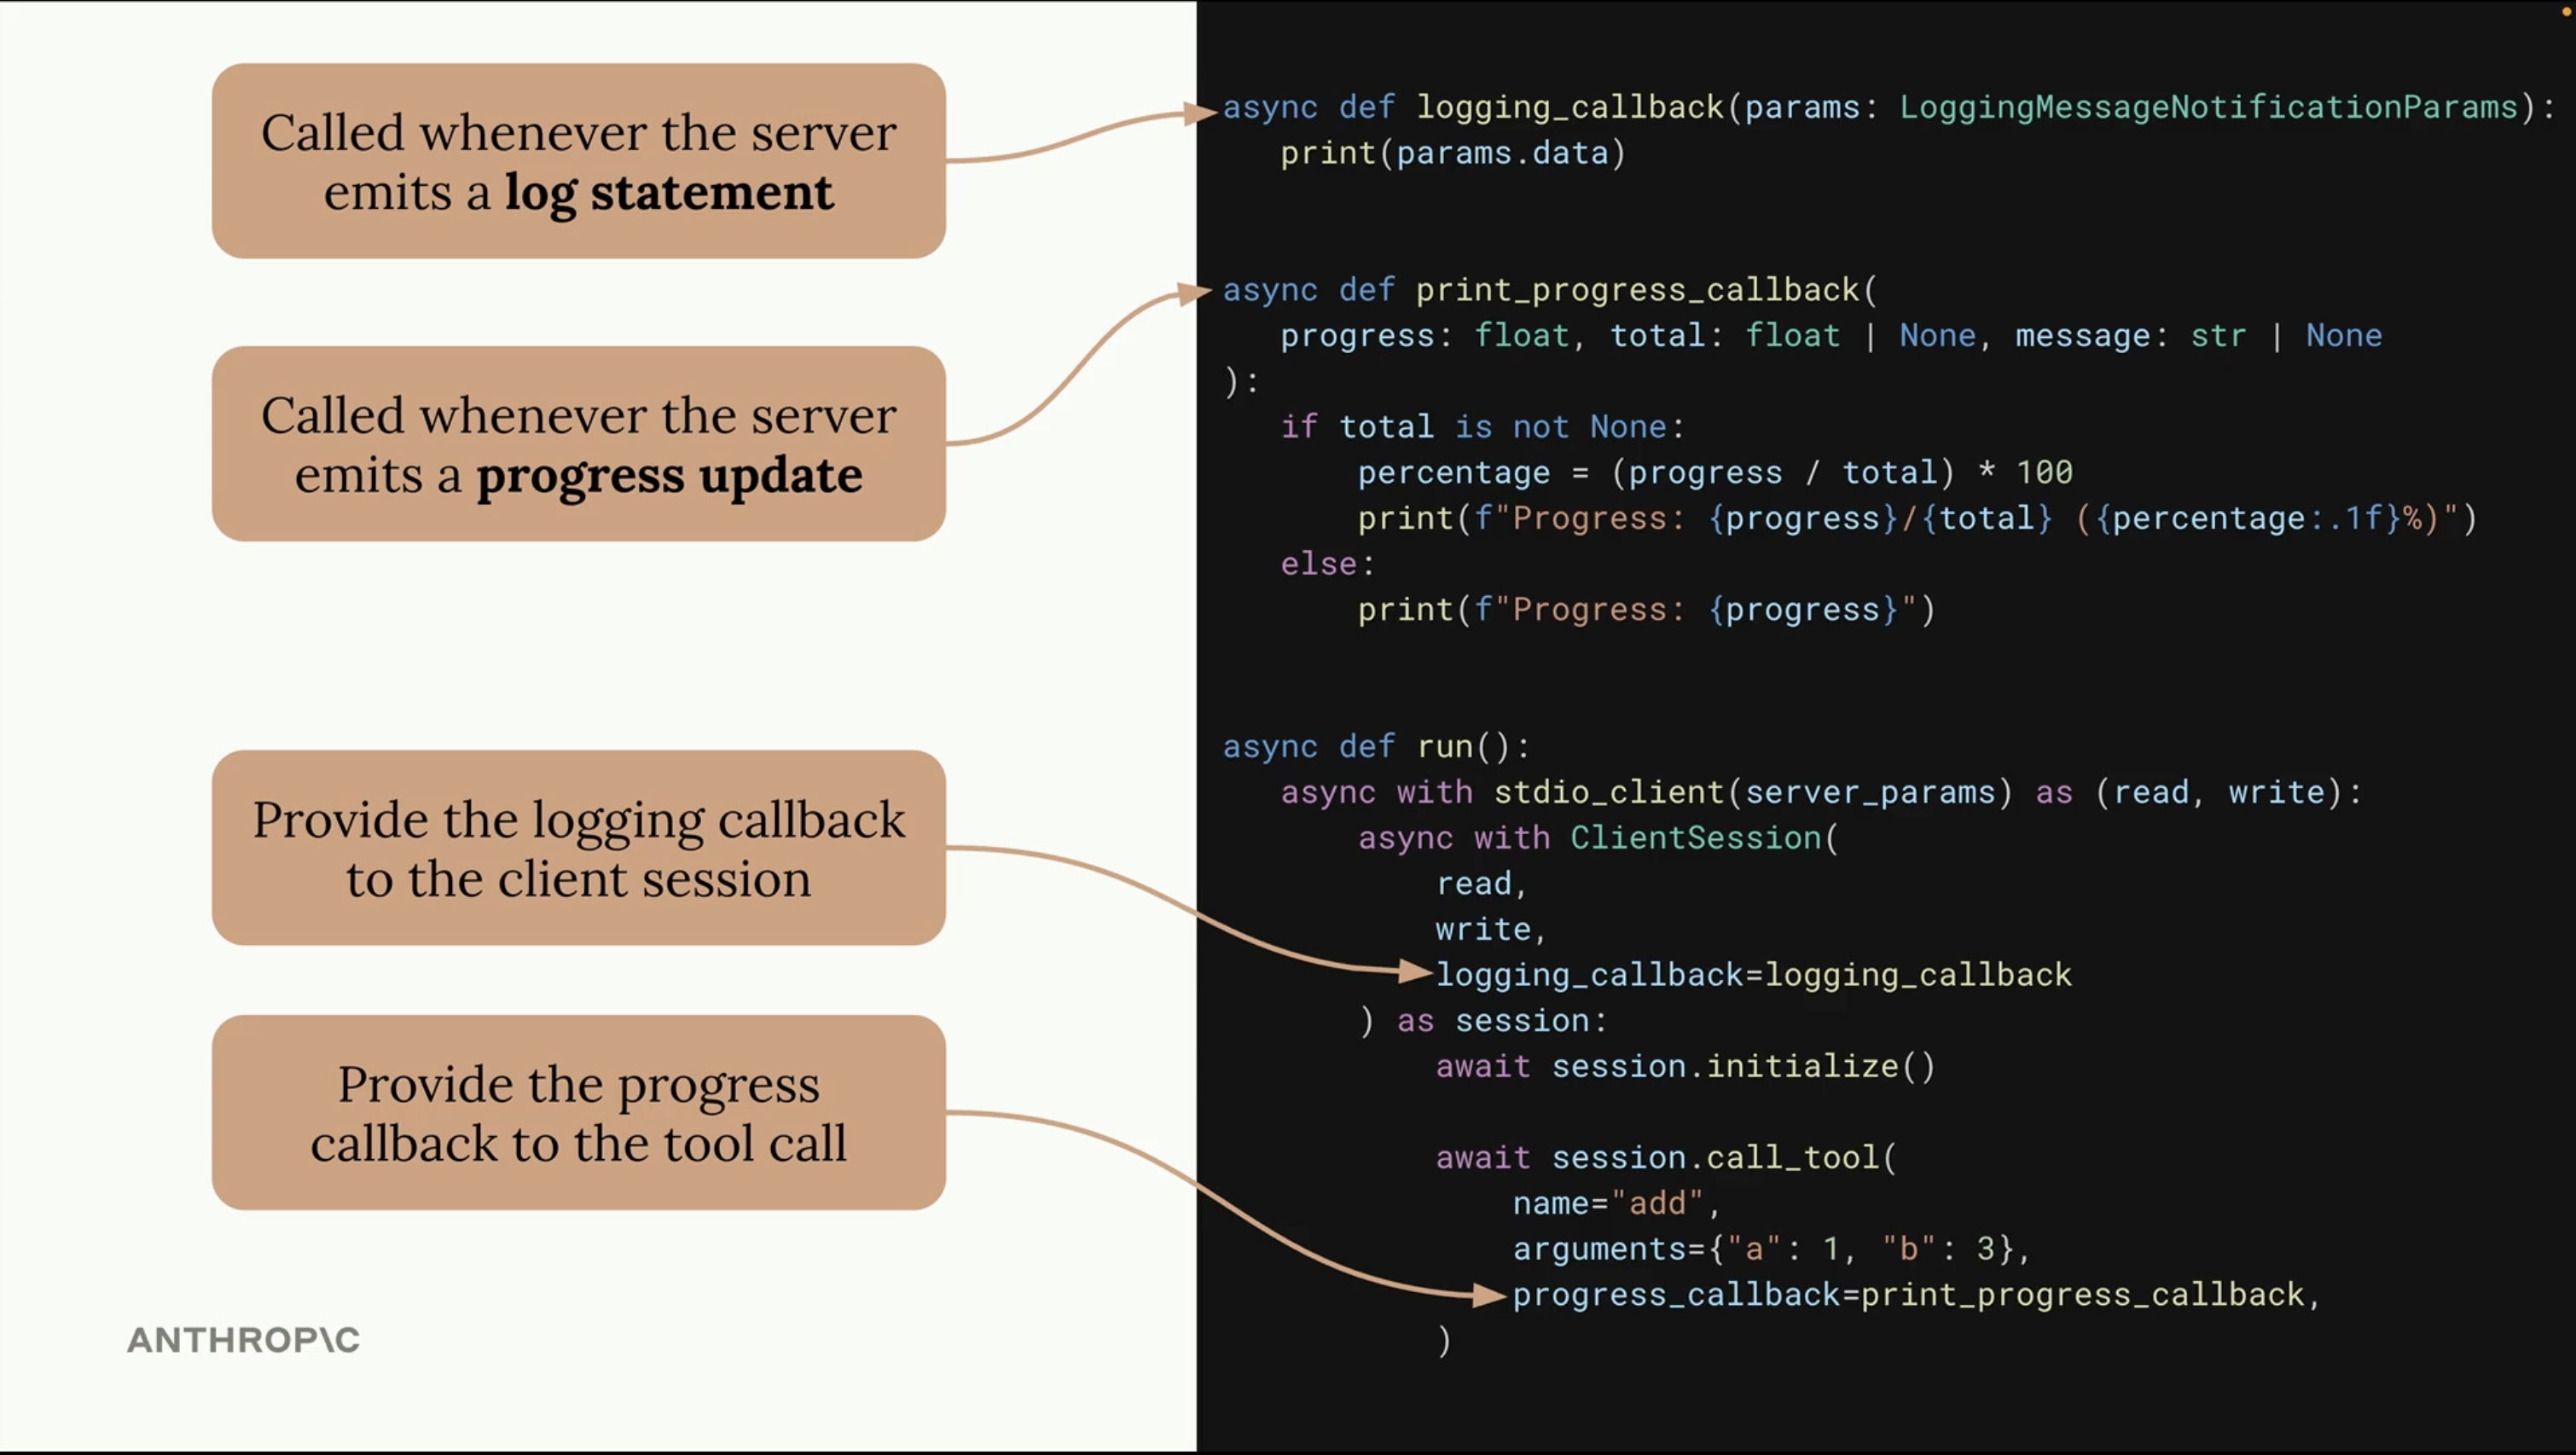 Called whenever the server
emits a log statement
Called whenever the server
emits a progress update
Provide the logging callback
to the client session
Provide the progress
callback to the tool call
ANTHROP\C
async def logging_callback(params: LoggingMessageNotificationParams):
   print(params.data)
async def print_progress_callback(
   progress: float, total: float | None, message: str | None
):
   if total is not None:
       percentage = (progress / total) * 100
       print(f"Progress: {progress}/{total} ({percentage:.1f}%)")
   else:
       print(f"Progress: {progress}")
async def run():
   async with stdio_client(server_params) as (read, write):
       async with ClientSession(
           read,
           write,
           logging_callback=logging_callback
       ) as session:
           await session.initialize()
           await session.call_tool(
               name="add",
               arguments={"a": 1, "b": 3},
               progress_callback=print_progress_callback,
           )